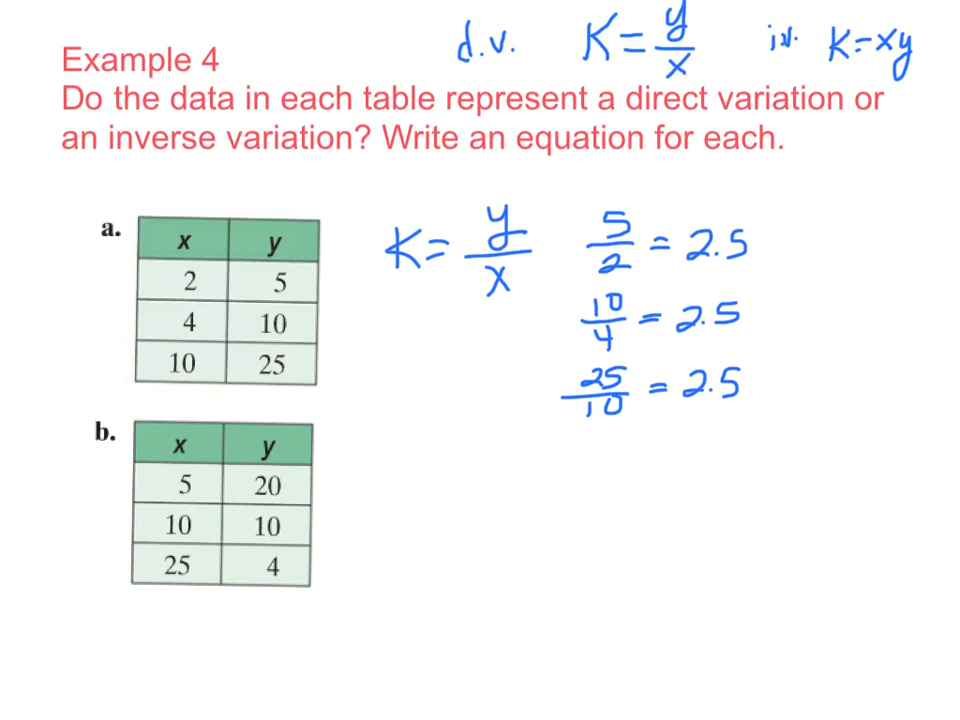 d.v. K = y/x i.v. K = xy
Example 4
Do the data in each table represent a direct variation or
an inverse variation? Write an equation for each.
a.
x y
2 5
4 10
10 25
K = y/x
5/2 = 2.5
10/4 = 2.5
25/10 = 2.5
b.
x y
5 20
10 10
25 4